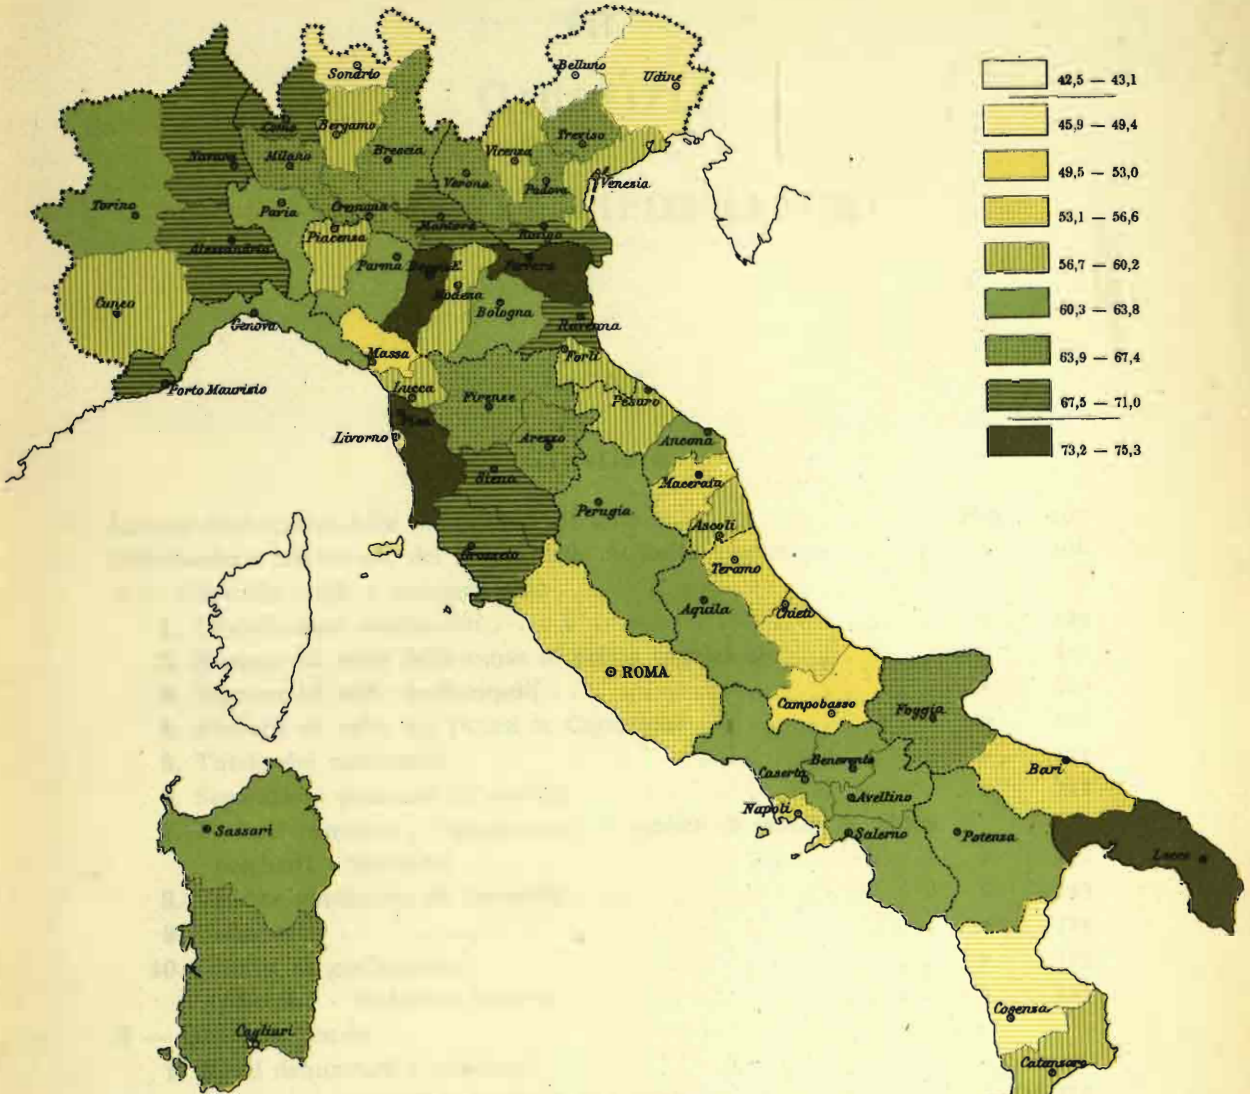 42,5 — 43,1
45,9 — 49,4
49,5 — 53,0
53,1 — 56,6
56,7 — 60,2
60,3 — 63,8
63,9 — 67,4
67,5 — 71,0
73,2 — 75,3
Sondrio
Belluno
Udine
Como
Bergamo
Treviso
Novara
Milano
Brescia
Vicenza
Verona
Padova
Venezia
Torino
Pavia
Cremona
Mantova
Rovigo
Piacenza
Alessandria
Parma
Ferrara
Modena
Cuneo
Bologna
Genova
Ravenna
Massa
Forlì
Porto Maurisio
Lucca
Firenze
Pesaro
Pisa
Livorno
Arezzo
Ancona
Siena
Macerata
Perugia
Ascoli
Grosseto
Teramo
Aquila
Chieti
ROMA
Campobasso
Foggia
Benevento
Caserta
Bari
Avellino
Napoli
Salerno
Potenza
Lecce
Sassari
Cogenza
Cagliari
Catanzaro